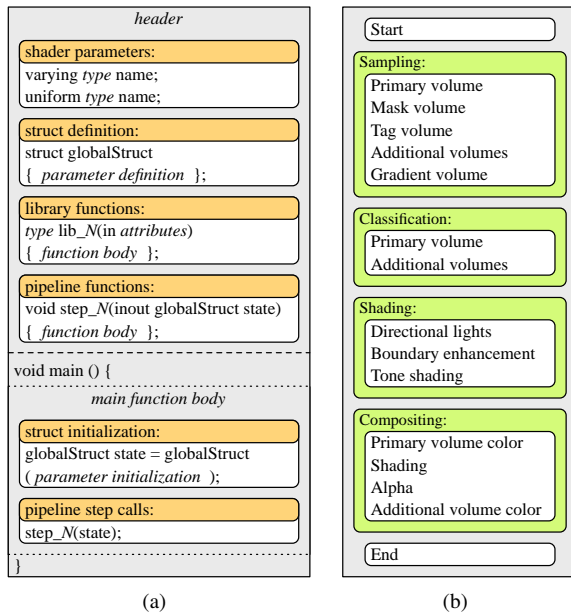 header
shader parameters:
varying type name;
uniform type name;
struct definition:
struct globalStruct
{ parameter definition };
library functions:
type lib_N(in attributes)
{ function body };
pipeline functions:
void step_N(inout globalStruct state)
{ function body };
void main () {
main function body
struct initialization:
globalStruct state = globalStruct
( parameter initialization );
pipeline step calls:
step_N(state);
}
(a)
Start
Sampling:
Primary volume
Mask volume
Tag volume
Additional volumes
Gradient volume
Classification:
Primary volume
Additional volumes
Shading:
Directional lights
Boundary enhancement
Tone shading
Compositing:
Primary volume color
Shading
Alpha
Additional volume color
End
(b)